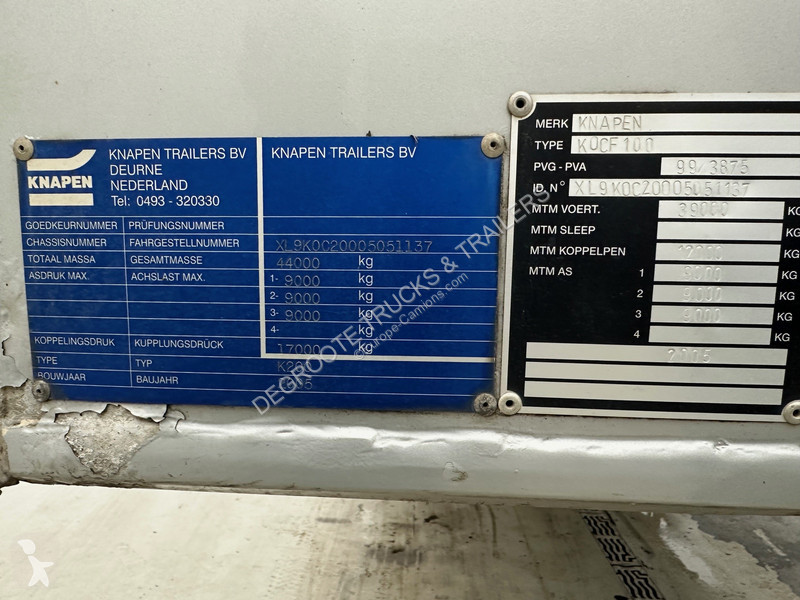 KNAPEN
KNAPEN TRAILERS BV
DEURNE
NEDERLAND
Tel: 0493 - 320330
KNAPEN TRAILERS BV
GOEDKEURNUMMER PRÜFUNGSNUMMER
CHASSISNUMMER FAHRGESTELLNUMMER XL9K0C20005051137
TOTAAL MASSA GESAMTMASSE 44000 kg
ASDRUK MAX. ACHSLAST MAX. 1- 9000 kg
2- 9000 kg
3- 9000 kg
4- kg
KOPPELINGSDRUK KUPPLUNGSDRÜCK 17000 kg
TYPE TYP
BOUWJAAR BAUJAHR
MERK KNAPEN
TYPE KOCF100
PVG - PVA 99/3875
ID. N° XL9K0C20005051137
MTM VOERT. 39000 KG
MTM SLEEP KG
MTM KOPPELPEN 12000 KG
MTM AS 1 9000 KG
2 9000 KG
3 9000 KG
4 KG
2005
DEGROOTE TRUCKS & TRAILERS
Europe-Camions.com